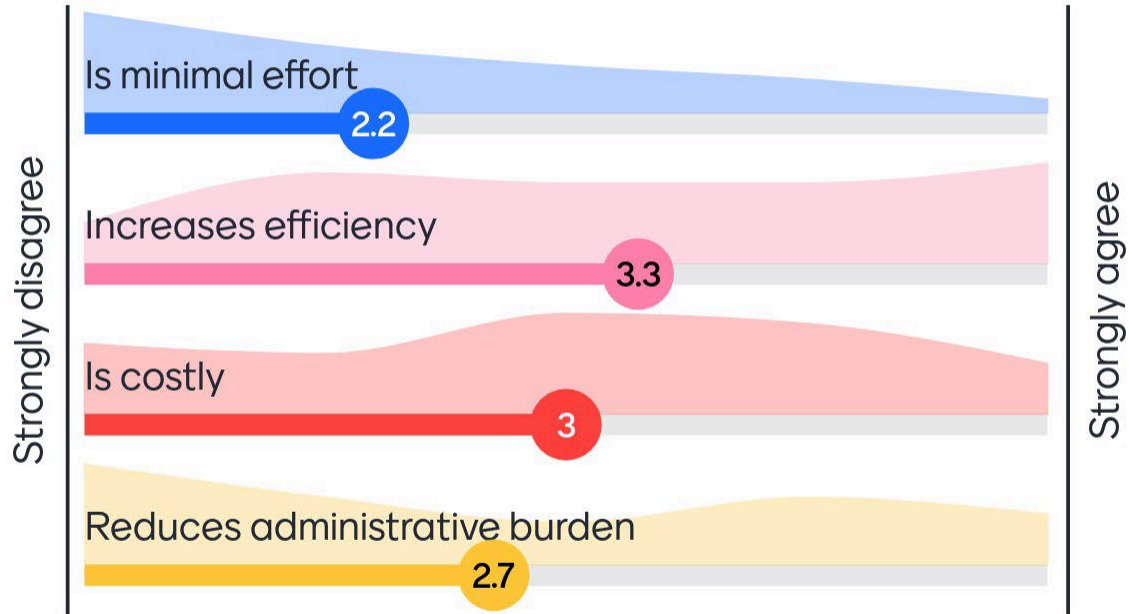 Strongly disagree
Is minimal effort
2.2
Increases efficiency
3.3
Is costly
3
Reduces administrative burden
2.7
Strongly agree